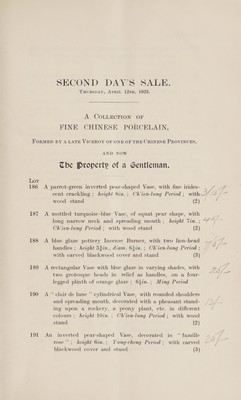 SECOND DAY'S SALE.
THURSDAY, APRIL 12TH, 1923.
A COLLECTION OF
FINE CHINESE PORCELAIN,
FORMED BY A LATE VICEROY OF ONE OF THE CHINESE PROVINCES,
AND NOW
The Property of a Gentleman.
LOT
186 A parrot-green inverted pear-shaped Vase, with fine irides-
cent crackling ; height 8in. ; Ch'ien-lung Period ; with
wood stand (2)
187 A mottled turquoise-blue Vase, of squat pear shape, with
long narrow neck and spreading mouth ; height 7in. ;
Ch'ien-lung Period ; with wood stand (2)
188 A blue glaze pottery Incense Burner, with two lion-head
handles ; height 3¼in., diam. 6¼in. ; Ch'ien-lung Period ;
with carved blackwood cover and stand (3)
189 A rectangular Vase with blue glaze in varying shades, with
two grotesque heads in relief as handles, on a four-
legged plinth of orange glaze ; 8½in. ; Ming Period
190 A "clair de lune" cylindrical Vase, with rounded shoulders
and spreading mouth, decorated with a pheasant stand-
ing upon a rockery, a peony plant, etc. in different
colours ; height 10in. ; Ch'ien-lung Period ; with wood
stand (2)
191 An inverted pear-shaped Vase, decorated in "famille
rose" ; height 6in. ; Yung-cheng Period ; with carved
blackwood cover and stand (3)